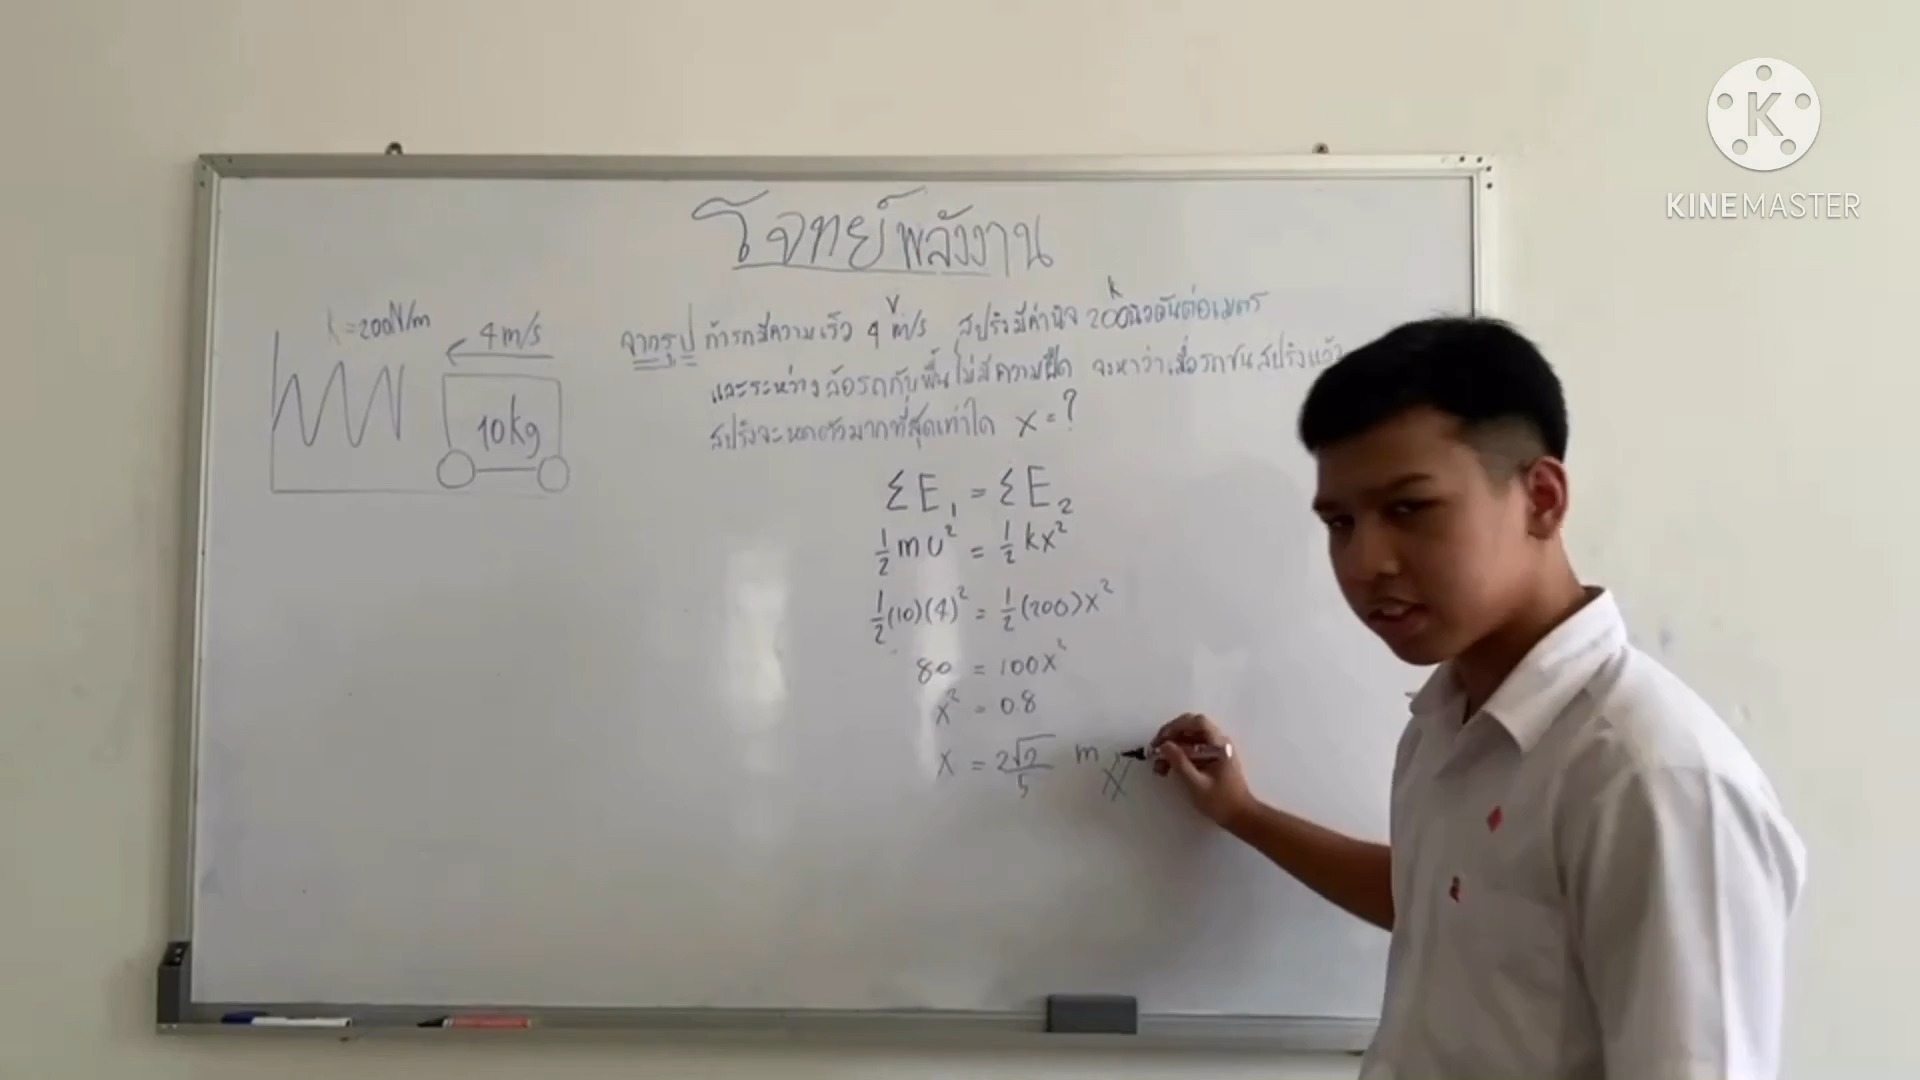 โจทย์พลังงาน
K=200N/m
4 m/s
10kg
v
k
จากรูป ถ้ารถมีความเร็ว 4 m/s สปริงมีค่านิจ 200นิวตันต่อเมตร
และระหว่างล้อรถกับพื้นไม่มีความฝืด จงหาว่าเมื่อรถชนสปริงแล้ว
สปริงจะหดตัวมากที่สุดเท่าใด x = ?
ΣE₁ = ΣE₂
½mv² = ½kx²
½(10)(4)² = ½(200)x²
80 = 100x²
x² = 0.8
x = 2√2/5 m
K
KINEMASTER